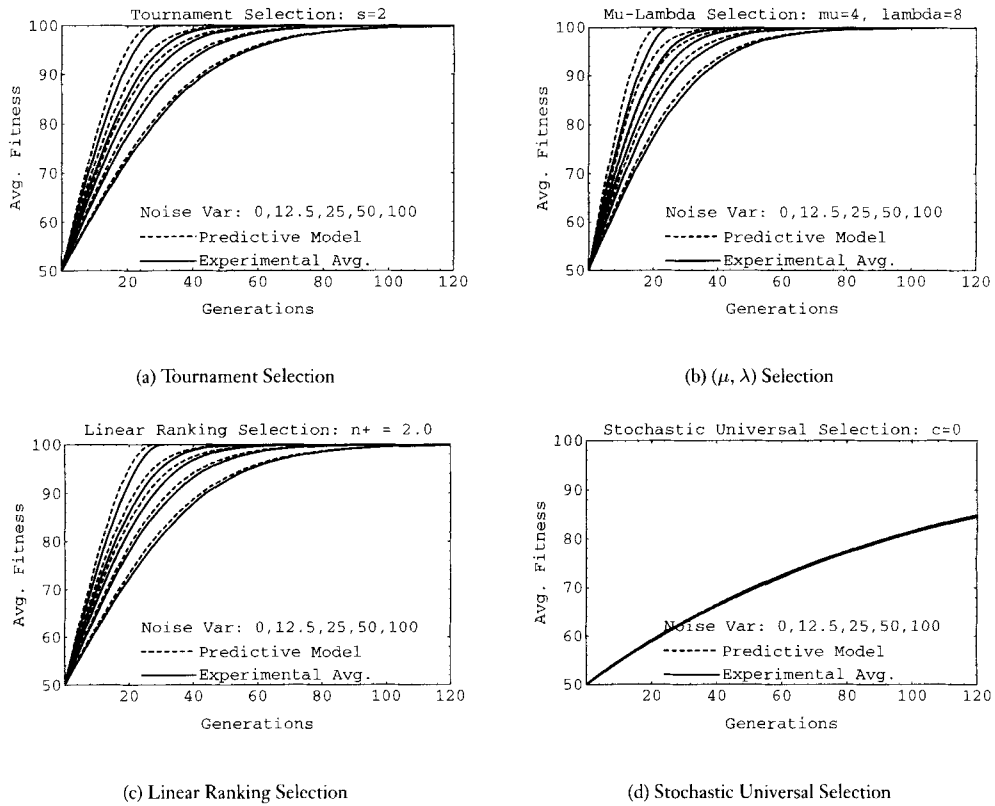 Tournament Selection: s=2
100
90
80
70
60
50
Avg. Fitness
Noise Var: 0,12.5,25,50,100
Predictive Model
Experimental Avg.
20 40 60 80 100 120
Generations
(a) Tournament Selection
Mu-Lambda Selection: mu=4, lambda=8
100
90
80
70
60
50
Avg. Fitness
Noise Var: 0,12.5,25,50,100
Predictive Model
Experimental Avg.
20 40 60 80 100 120
Generations
(b) (μ, λ) Selection
Linear Ranking Selection: n+ = 2.0
100
90
80
70
60
50
Avg. Fitness
Noise Var: 0,12.5,25,50,100
Predictive Model
Experimental Avg.
20 40 60 80 100 120
Generations
(c) Linear Ranking Selection
Stochastic Universal Selection: c=0
100
90
80
70
60
50
Avg. Fitness
Noise Var: 0,12.5,25,50,100
Predictive Model
Experimental Avg.
20 40 60 80 100 120
Generations
(d) Stochastic Universal Selection